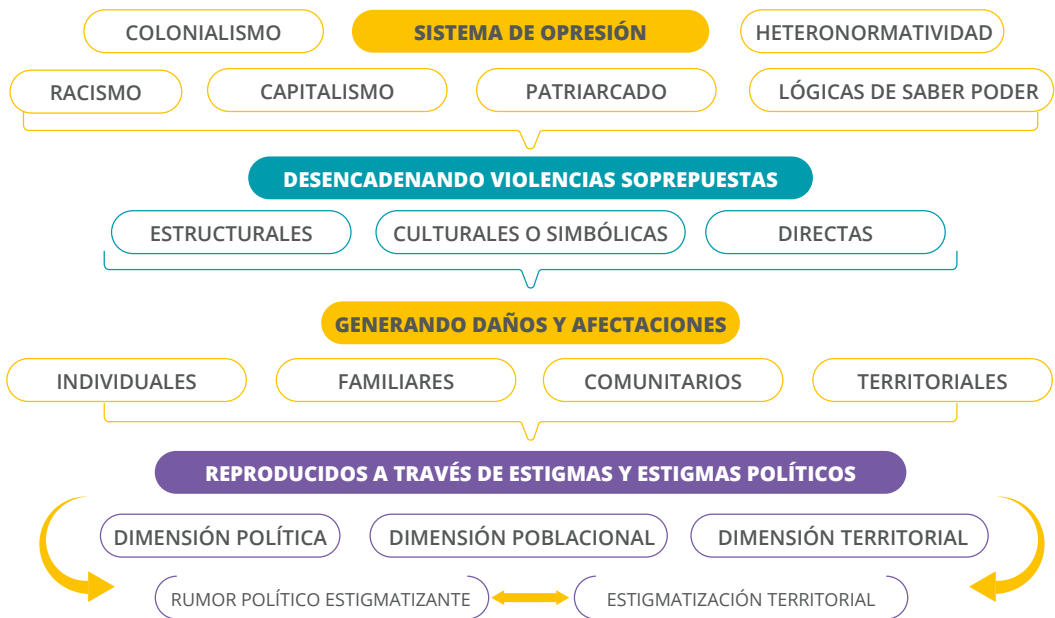 COLONIALISMO
SISTEMA DE OPRESIÓN
HETERONORMATIVIDAD
RACISMO
CAPITALISMO
PATRIARCADO
LÓGICAS DE SABER PODER
DESENCADENANDO VIOLENCIAS SOPREPUESTAS
ESTRUCTURALES
CULTURALES O SIMBÓLICAS
DIRECTAS
GENERANDO DAÑOS Y AFECTACIONES
INDIVIDUALES
FAMILIARES
COMUNITARIOS
TERRITORIALES
REPRODUCIDOS A TRAVÉS DE ESTIGMAS Y ESTIGMAS POLÍTICOS
DIMENSIÓN POLÍTICA
DIMENSIÓN POBLACIONAL
DIMENSIÓN TERRITORIAL
RUMOR POLÍTICO ESTIGMATIZANTE
ESTIGMATIZACIÓN TERRITORIAL